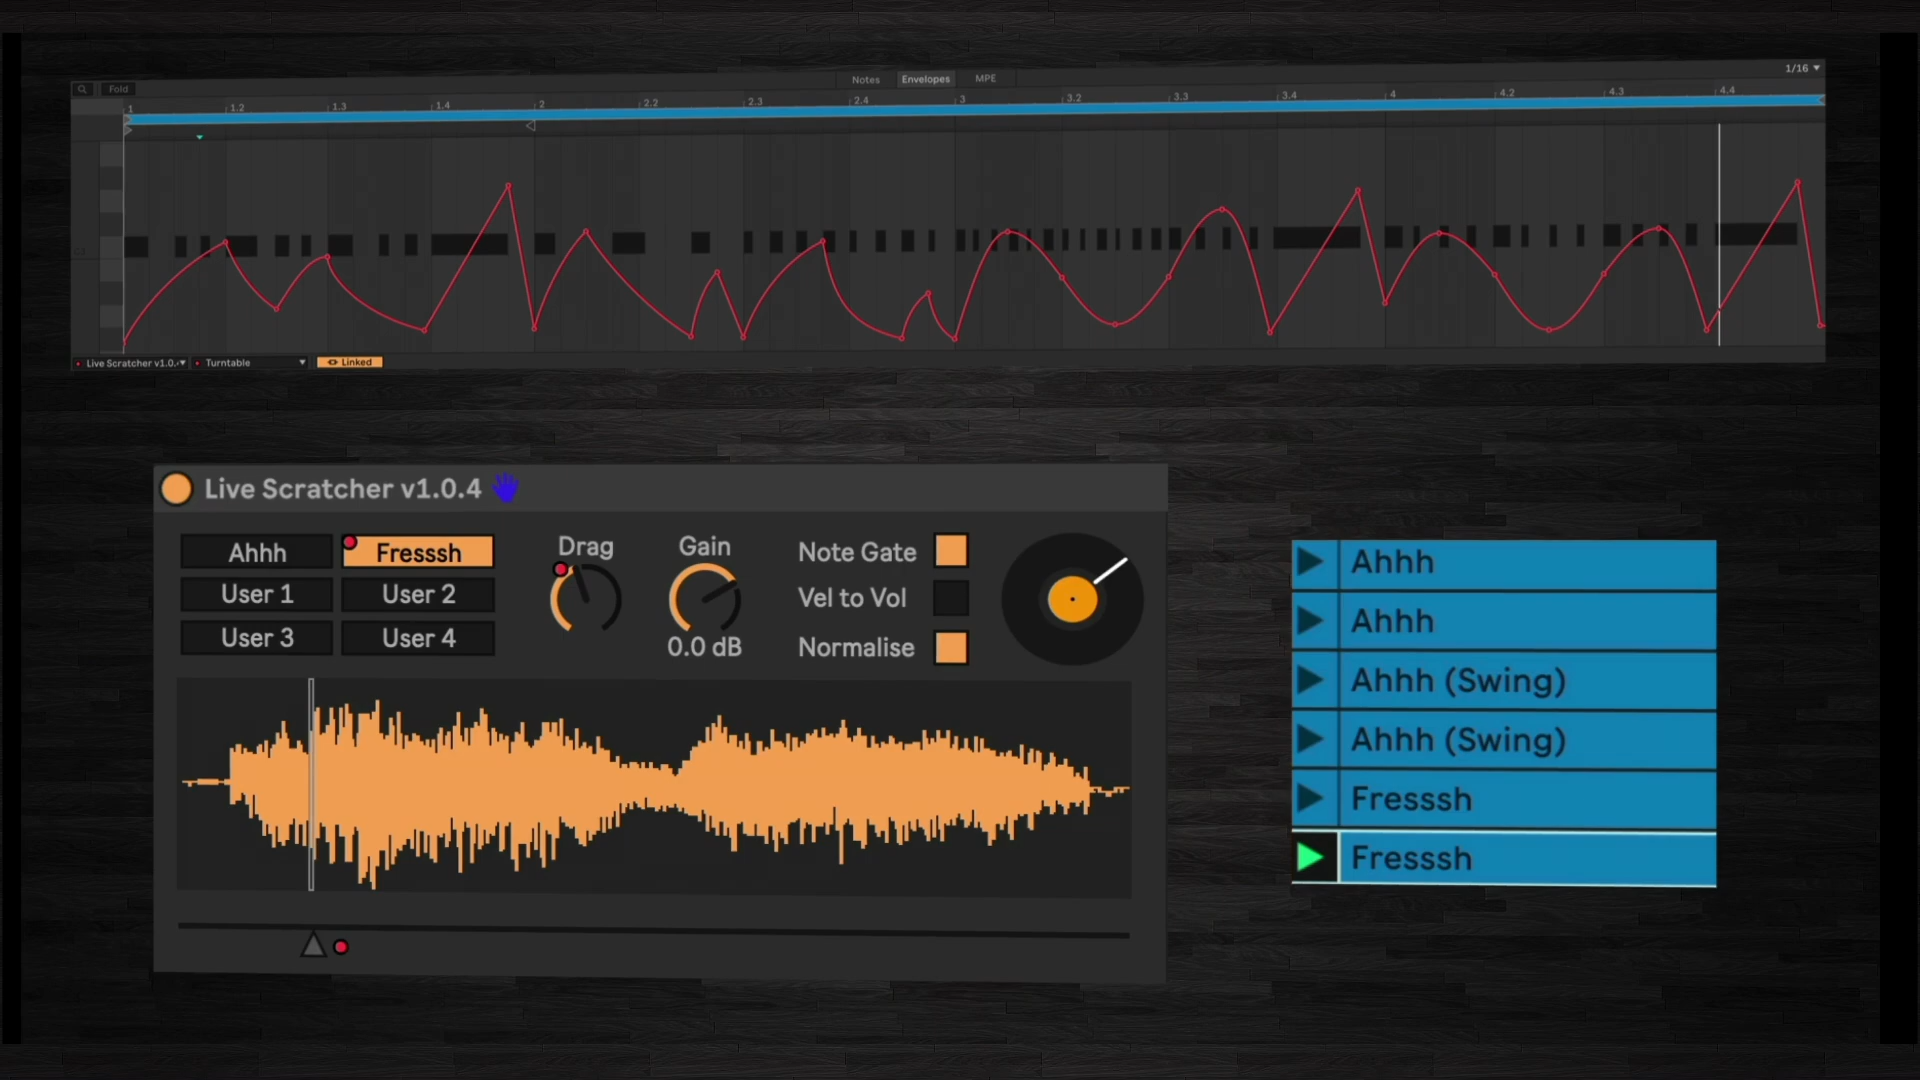 Fold
Notes Envelopes MPE
1/16
1 1.2 1.3 1.4 2 2.2 2.3 2.4 3 3.2 3.3 3.4 4 4.2 4.3 4.4
Live Scratcher v1.0. Turntable Linked
Live Scratcher v1.0.4
Ahhh Fresssh
User 1 User 2
User 3 User 4
Drag Gain
0.0 dB
Note Gate
Vel to Vol
Normalise
Ahhh
Ahhh
Ahhh (Swing)
Ahhh (Swing)
Fresssh
Fresssh